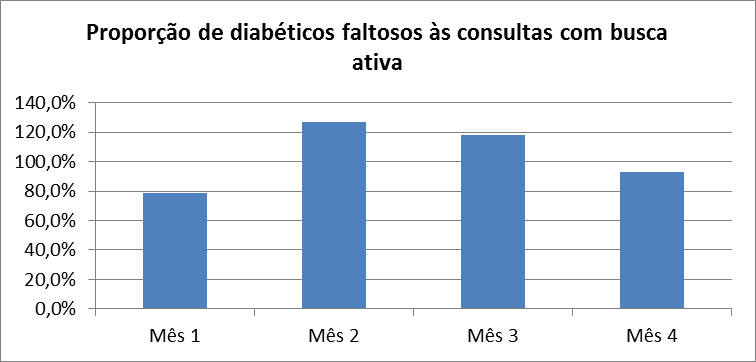 Proporção de diabéticos faltosos às consultas com busca
ativa
140,0%
120,0%
100,0%
80,0%
60,0%
40,0%
20,0%
0,0%
Mês 1 Mês 2 Mês 3 Mês 4